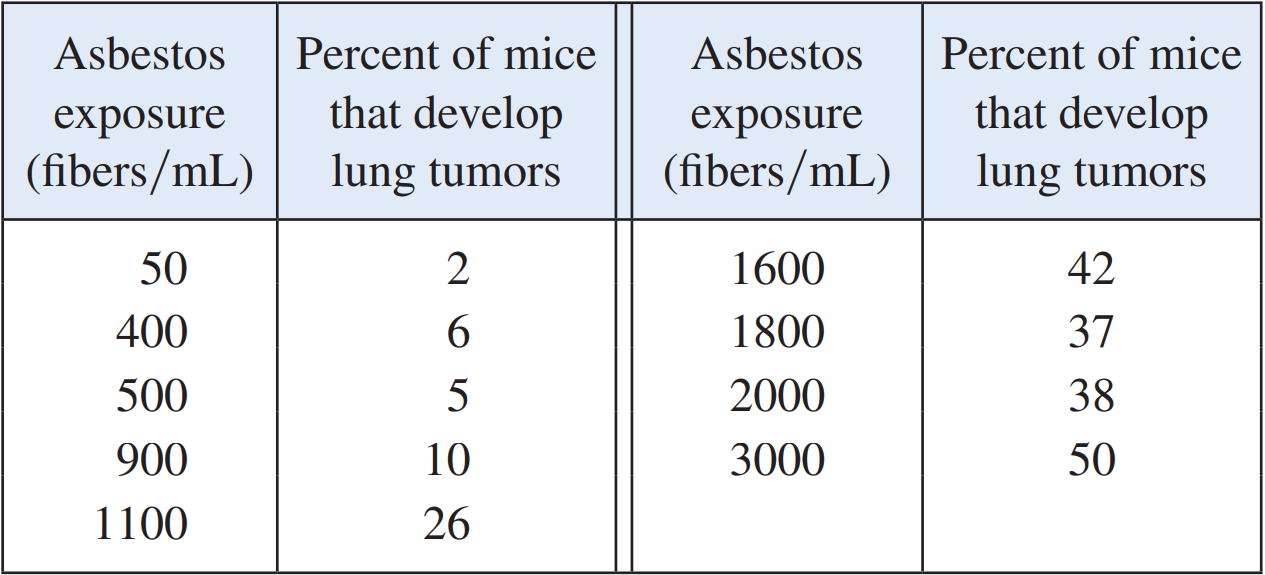 Asbestos exposure (fibers/mL) Percent of mice that develop lung tumors Asbestos exposure (fibers/mL) Percent of mice that develop lung tumors
50 2 1600 42
400 6 1800 37
500 5 2000 38
900 10 3000 50
1100 26